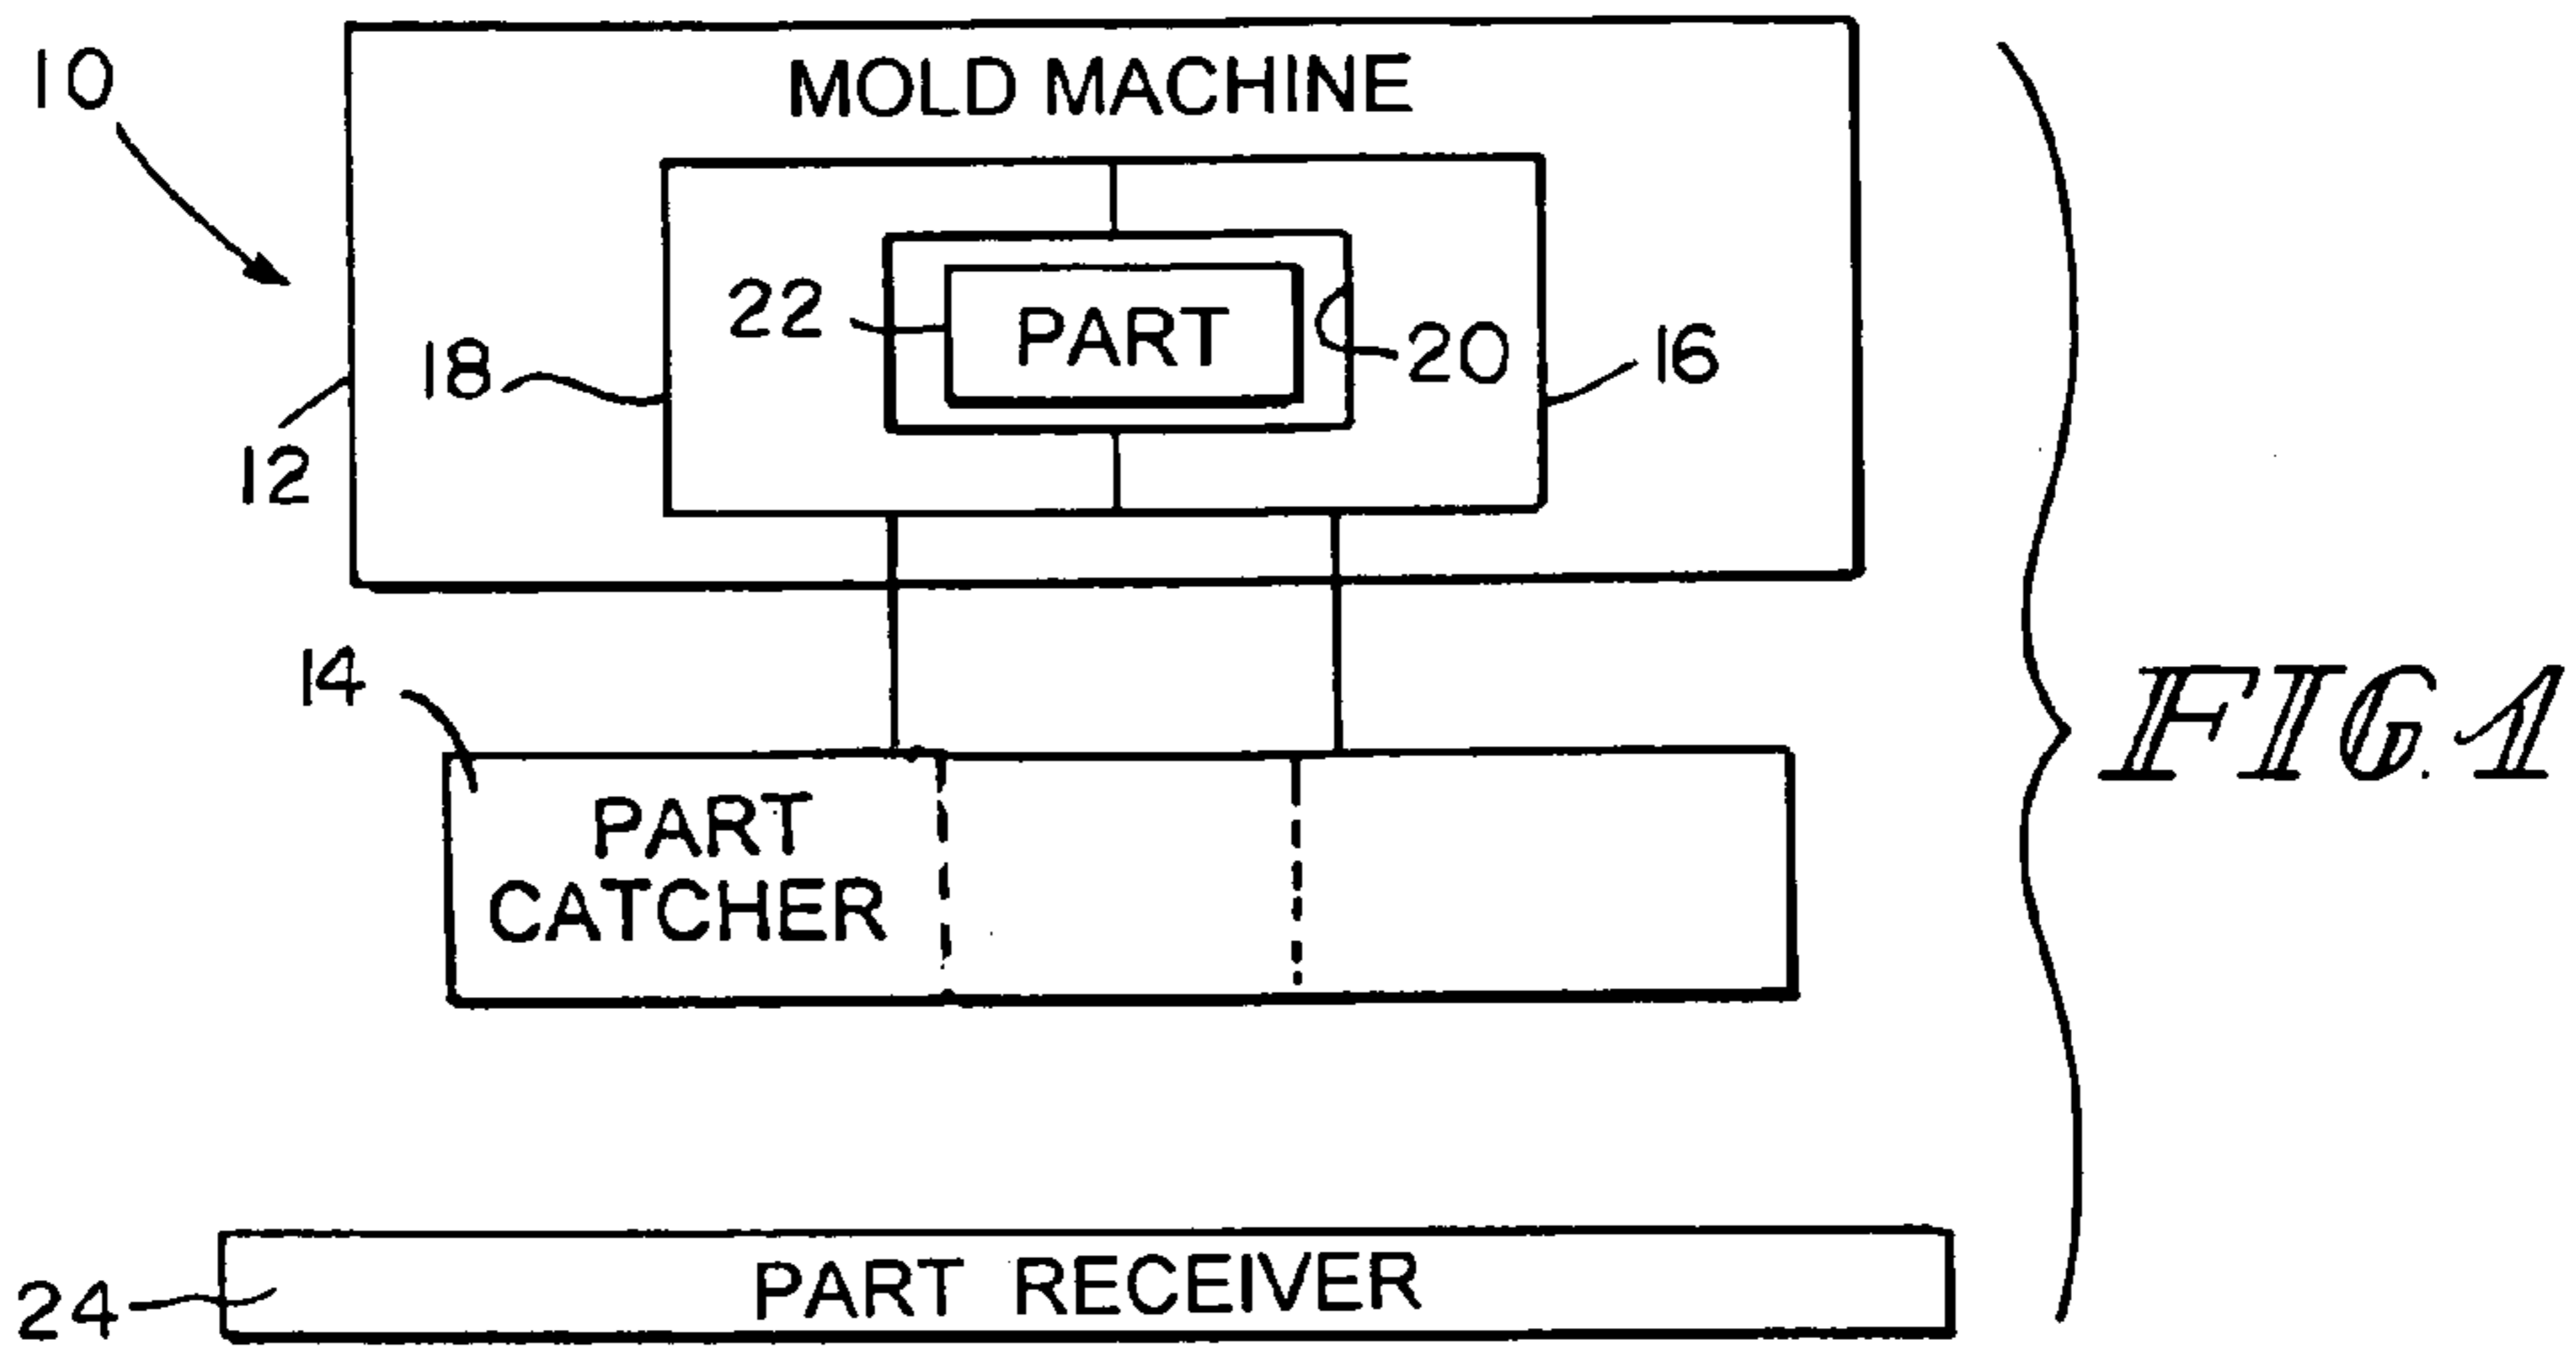 10
MOLD MACHINE
22
PART
20
18
16
12
14
PART
CATCHER
FIG. 1
24
PART RECEIVER